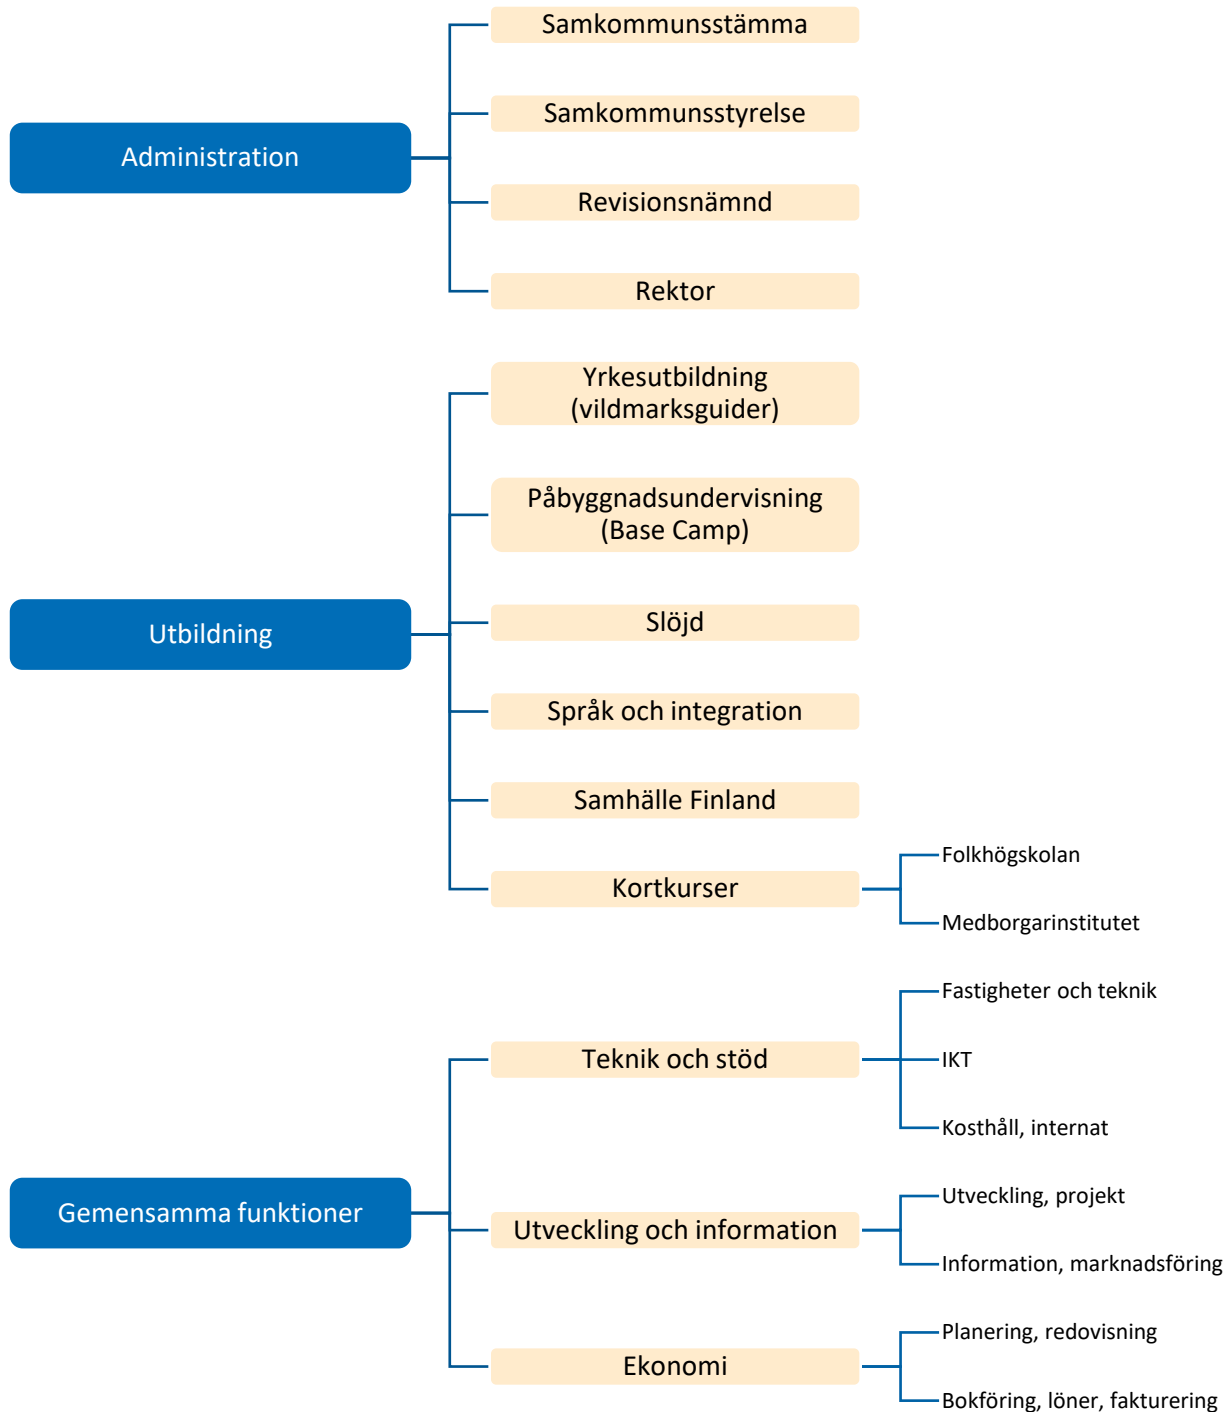 Administration
Samkommunsstämma
Samkommunsstyrelse
Revisionsnämnd
Rektor
Utbildning
Yrkesutbildning
(vildmarksguider)
Påbyggnadsundervisning
(Base Camp)
Slöjd
Språk och integration
Samhälle Finland
Kortkurser
Folkhögskolan
Medborgarinstitutet
Gemensamma funktioner
Teknik och stöd
Fastigheter och teknik
IKT
Kosthåll, internat
Utveckling och information
Utveckling, projekt
Information, marknadsföring
Ekonomi
Planering, redovisning
Bokföring, löner, fakturering